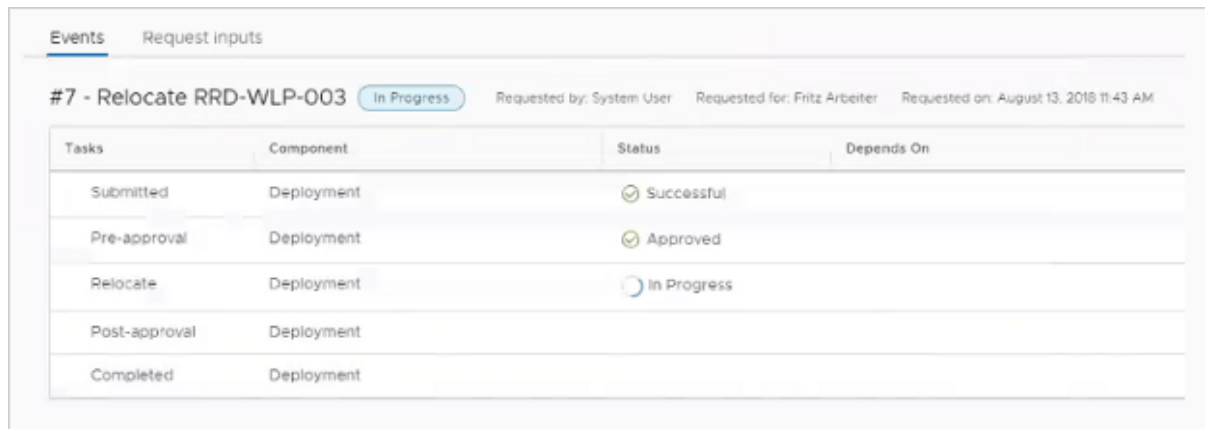 Events Request inputs
#7 - Relocate RRD-WLP-003 In Progress Requested by: System User Requested for: Fritz Arbeiter Requested on: August 13, 2018 11:43 AM
Tasks Component Status Depends On
Submitted Deployment Successful
Pre-approval Deployment Approved
Relocate Deployment In Progress
Post-approval Deployment
Completed Deployment